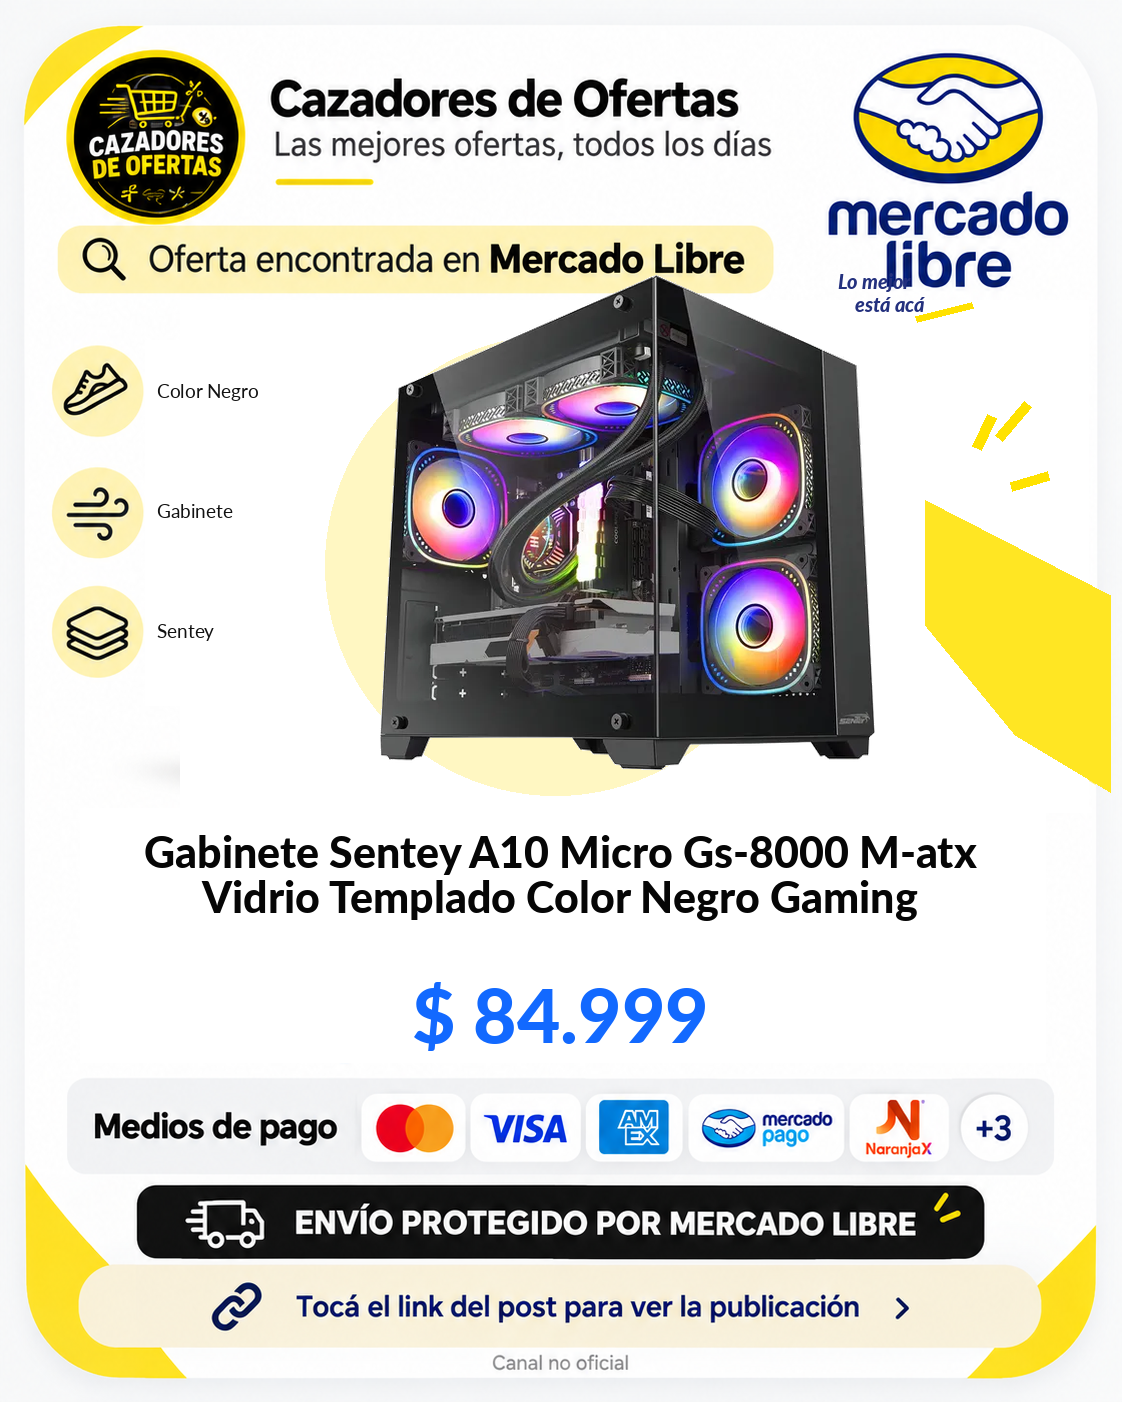 CAZADORES
DE OFERTAS
Cazadores de Ofertas
Las mejores ofertas, todos los días
mercado
libre
Lo mejor
está acá
Oferta encontrada en Mercado Libre
Color Negro
Gabinete
Sentey
SENTEY
Gabinete Sentey A10 Micro Gs-8000 M-atx
Vidrio Templado Color Negro Gaming
$ 84.999
Medios de pago
VISA
AM
EX
mercado
pago
NaranjaX
+3
ENVÍO PROTEGIDO POR MERCADO LIBRE
Tocá el link del post para ver la publicación
Canal no oficial